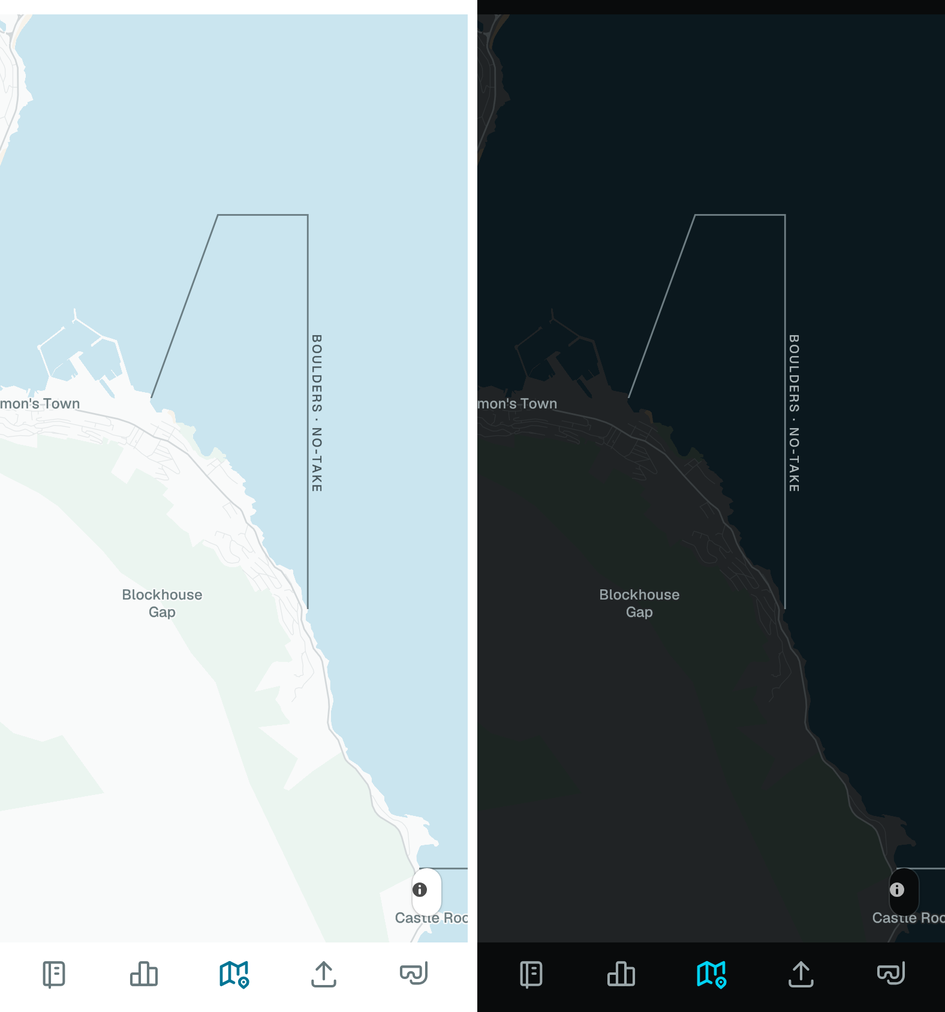 BOULDERS · NO-TAKE
mon's Town
Blockhouse
Gap
Castle Roc
BOULDERS · NO-TAKE
mon's Town
Blockhouse
Gap
Castle Roc